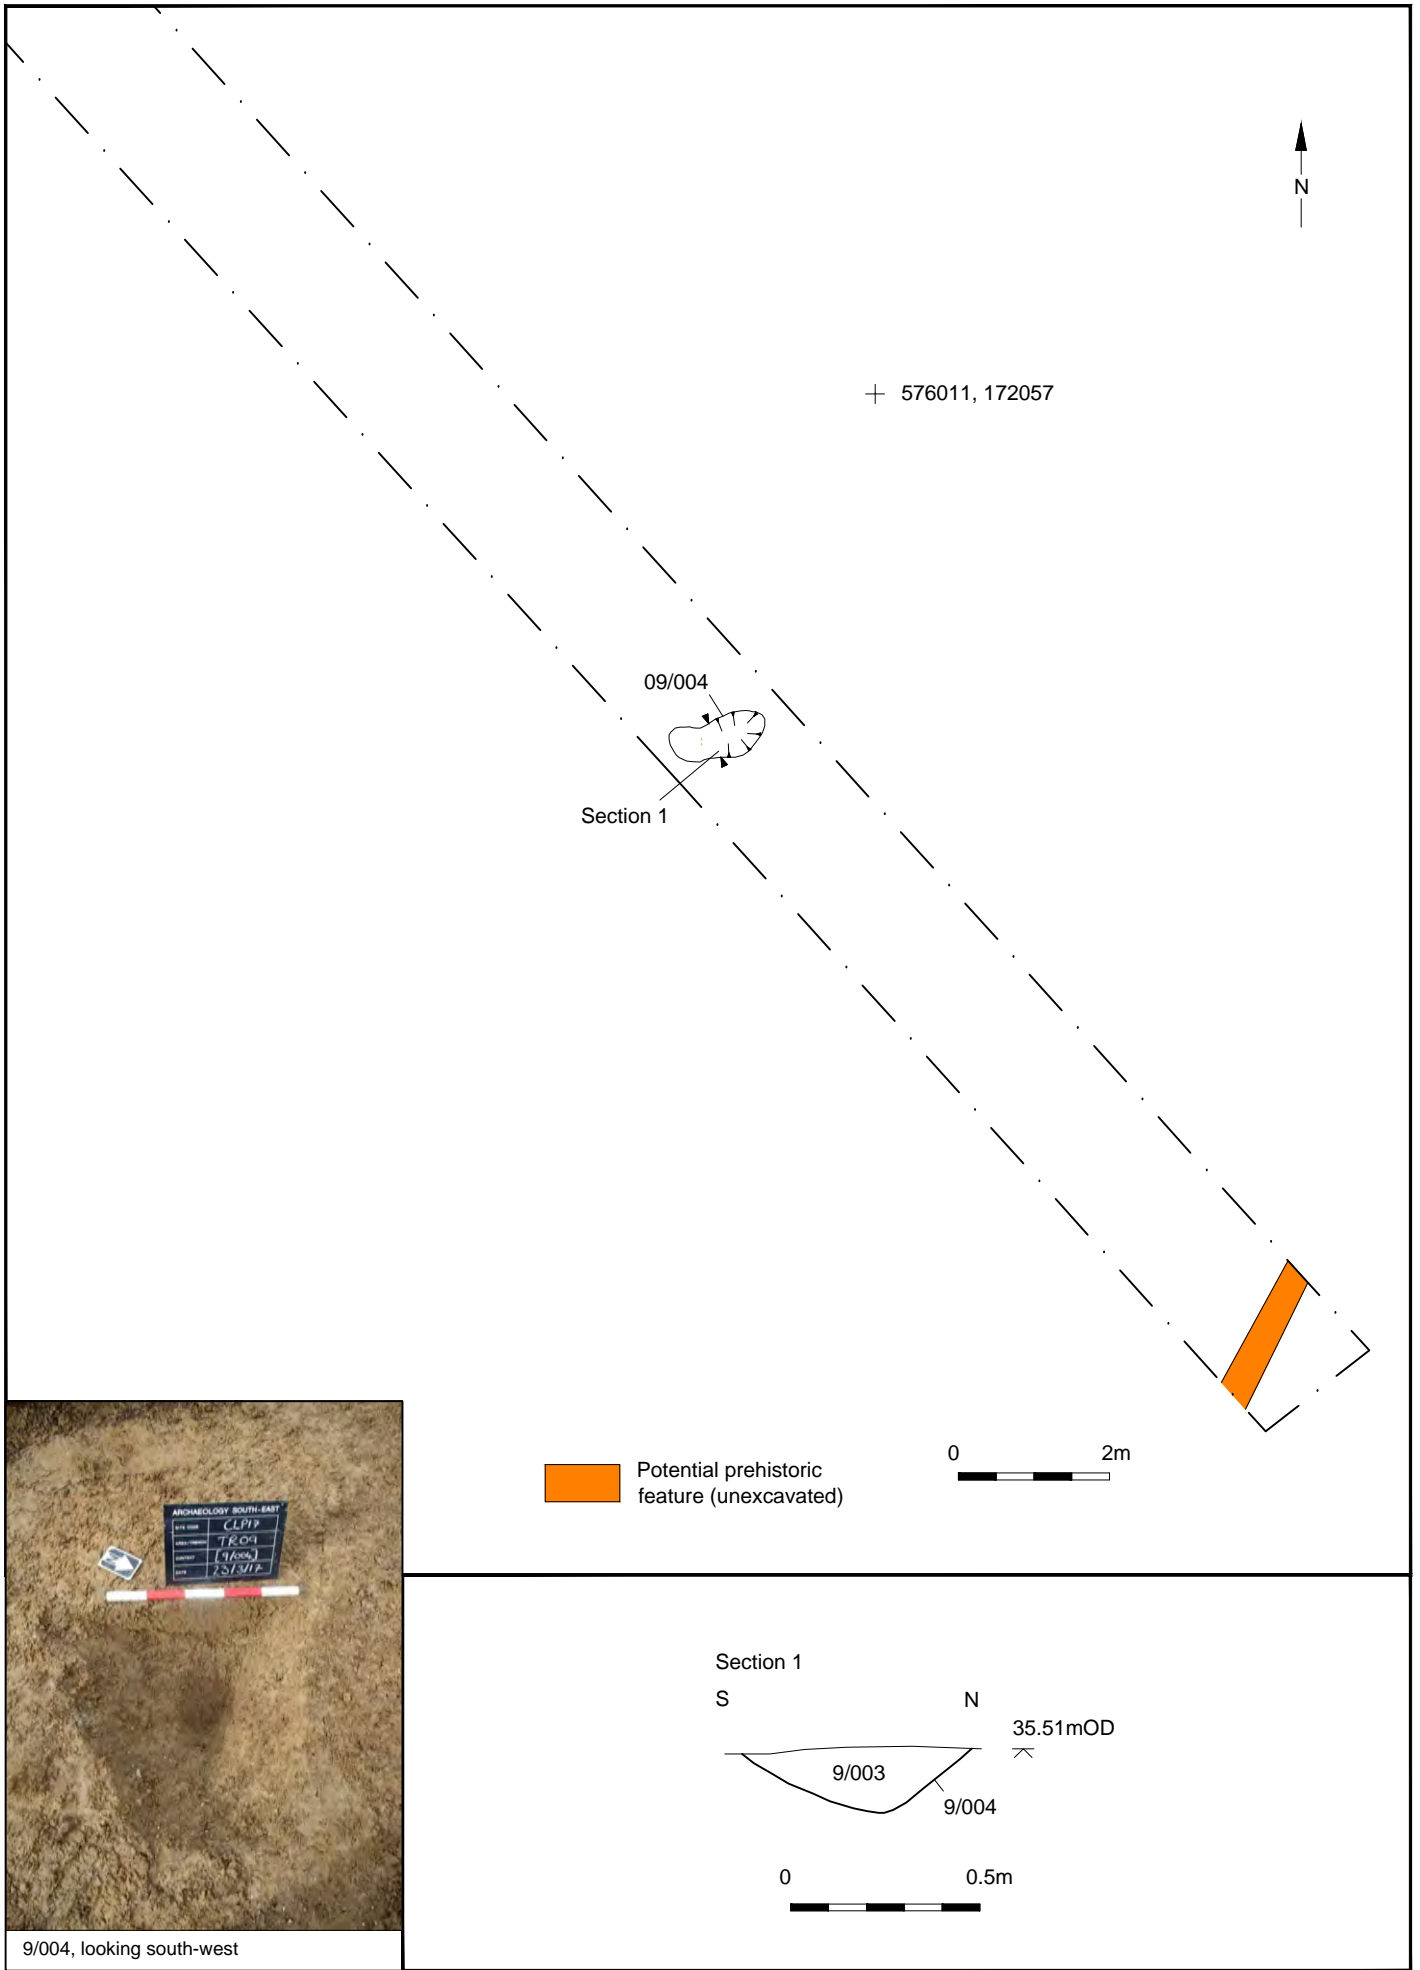 N
576011, 172057
09/004
Section 1
0 2m
Potential prehistoric
feature (unexcavated)
ARCHAEOLOGY SOUTH-EAST
CLP17
TR09
[9/004]
DATE 23/3/17
9/004, looking south-west
Section 1
S N
35.51mOD
9/003
9/004
0 0.5m